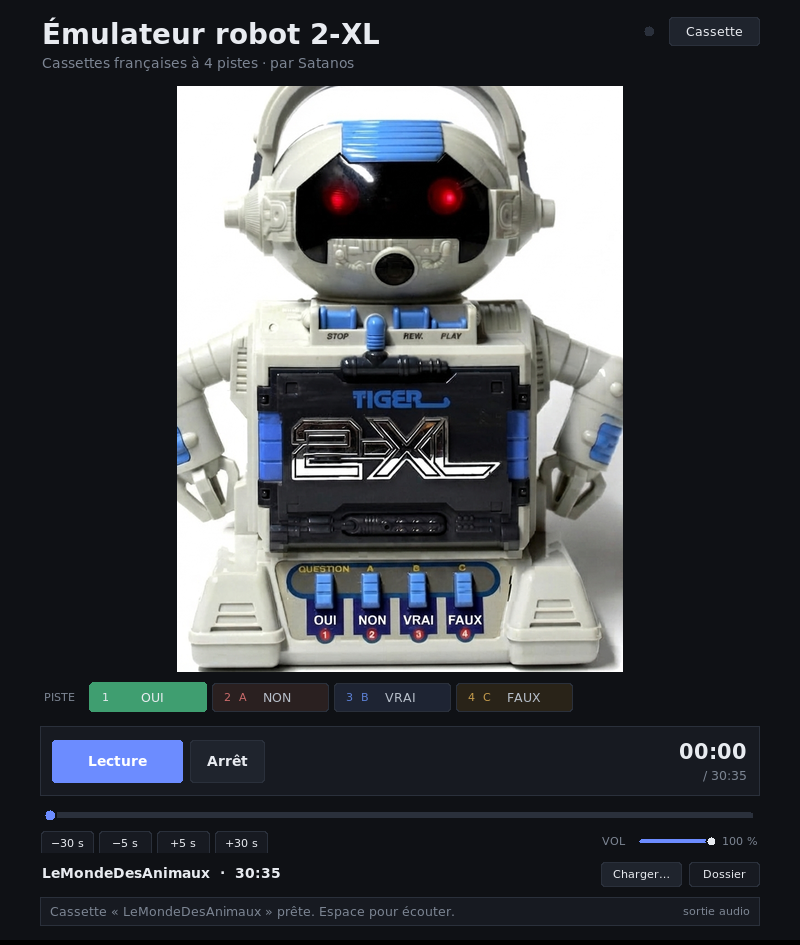 Émulateur robot 2-XL
Cassette
Cassettes françaises à 4 pistes · par Satanos
STOP REW. PLAY
TIGER
2-XL
QUESTION A B C
OUI NON VRAI FAUX
1 2 3 4
PISTE 1 OUI 2 A NON 3 B VRAI 4 C FAUX
Lecture Arrêt 00:00
/ 30:35
−30 s −5 s +5 s +30 s VOL 100 %
LeMondeDesAnimaux · 30:35 Charger... Dossier
Cassette « LeMondeDesAnimaux » prête. Espace pour écouter. sortie audio